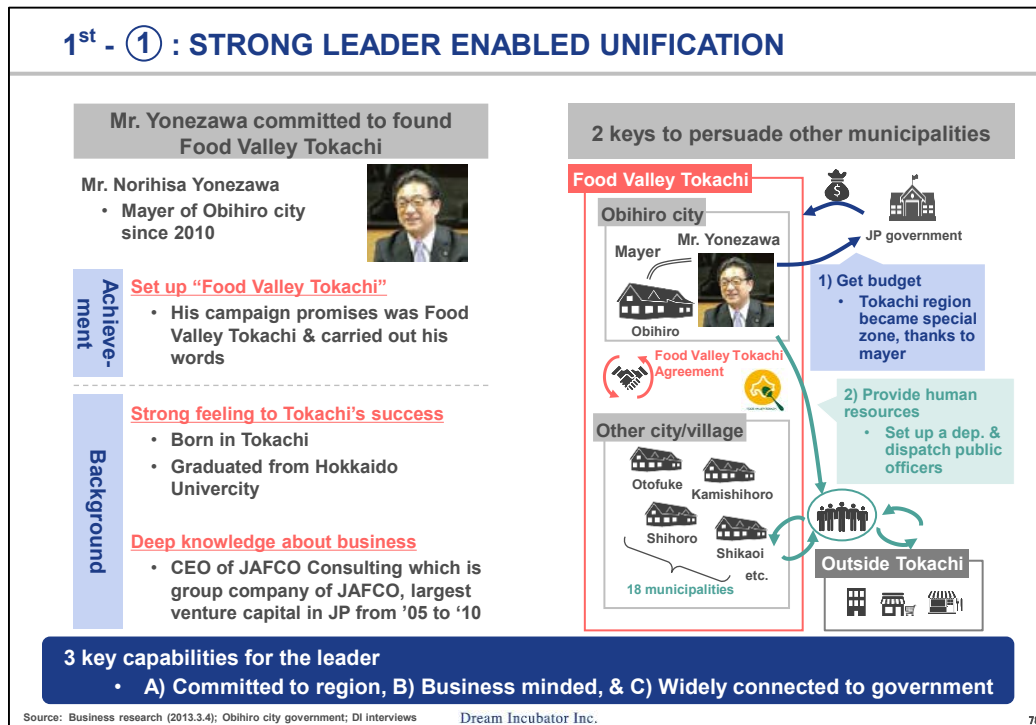 1st - ① : STRONG LEADER ENABLED UNIFICATION
Mr. Yonezawa committed to found
Food Valley Tokachi
Mr. Norihisa Yonezawa
• Mayer of Obihiro city
since 2010
Achieve-
ment
Set up “Food Valley Tokachi”
• His campaign promises was Food
Valley Tokachi & carried out his
words
Background
Strong feeling to Tokachi’s success
• Born in Tokachi
• Graduated from Hokkaido
Univercity
Deep knowledge about business
• CEO of JAFCO Consulting which is
group company of JAFCO, largest
venture capital in JP from ’05 to ‘10
2 keys to persuade other municipalities
Food Valley Tokachi
Obihiro city
Mayer
Mr. Yonezawa
Obihiro
$
JP government
1) Get budget
• Tokachi region
became special
zone, thanks to
mayer
Food Valley Tokachi
Agreement
2) Provide human
resources
• Set up a dep. &
dispatch public
officers
Other city/village
Otofuke
Kamishihoro
Shihoro
Shikaoi
etc.
18 municipalities
Outside Tokachi
3 key capabilities for the leader
• A) Committed to region, B) Business minded, & C) Widely connected to government
Source: Business research (2013.3.4); Obihiro city government; DI interviews
Dream Incubator Inc.